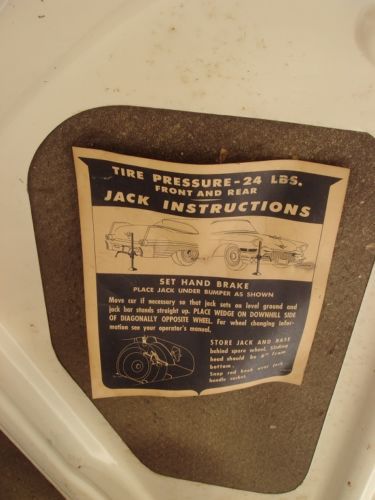 TIRE PRESSURE-24 LBS.
FRONT AND REAR
JACK INSTRUCTIONS
SET HAND BRAKE
PLACE JACK UNDER BUMPER AS SHOWN
Move car if necessary so that jack sets on level ground and
jack bar stands straight up. PLACE WEDGE ON DOWNHILL SIDE
OF DIAGONALLY OPPOSITE WHEEL. For wheel changing infor-
mation see your operator's manual.
STORE JACK AND BASE
behind spare wheel. Sliding
head should be 6" from
bottom.
Snap rod hook over jack
handle socket.